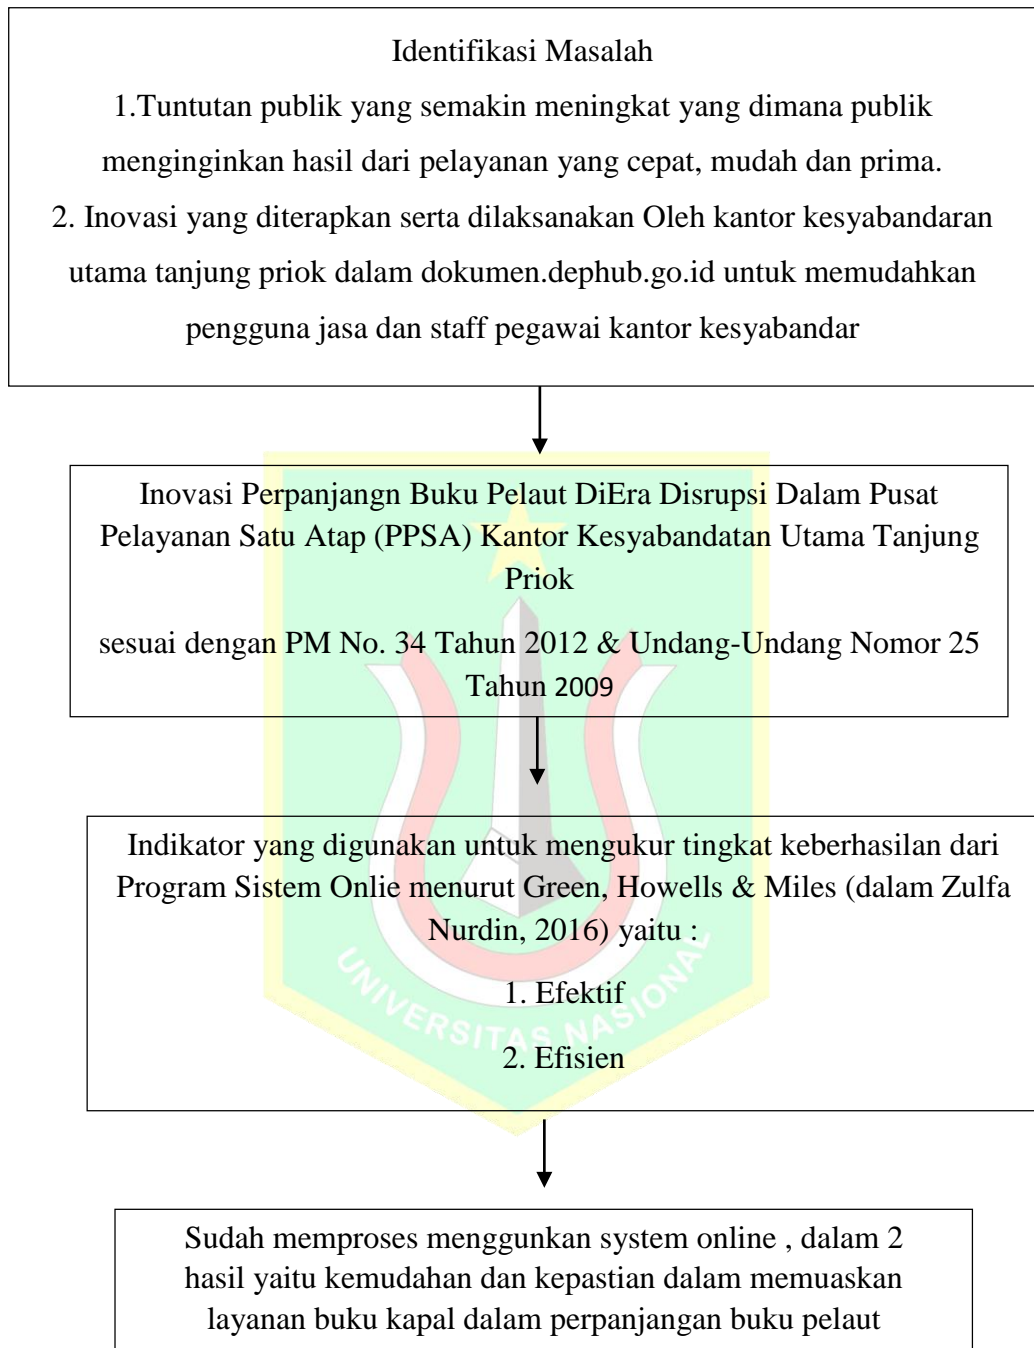 Identifikasi Masalah
1.Tuntutan publik yang semakin meningkat yang dimana publik
menginginkan hasil dari pelayanan yang cepat, mudah dan prima.
2. Inovasi yang diterapkan serta dilaksanakan Oleh kantor kesyabandaran
utama tanjung priok dalam dokumen.dephub.go.id untuk memudahkan
pengguna jasa dan staff pegawai kantor kesyabandar
Inovasi Perpanjangn Buku Pelaut DiEra Disrupsi Dalam Pusat
Pelayanan Satu Atap (PPSA) Kantor Kesyabandatan Utama Tanjung
Priok
sesuai dengan PM No. 34 Tahun 2012 & Undang-Undang Nomor 25
Tahun 2009
Indikator yang digunakan untuk mengukur tingkat keberhasilan dari
Program Sistem Onlie menurut Green, Howells & Miles (dalam Zulfa
Nurdin, 2016) yaitu :
1. Efektif
2. Efisien
UNIVERSITAS NASIONAL
Sudah memproses menggunkan system online , dalam 2
hasil yaitu kemudahan dan kepastian dalam memuaskan
layanan buku kapal dalam perpanjangan buku pelaut